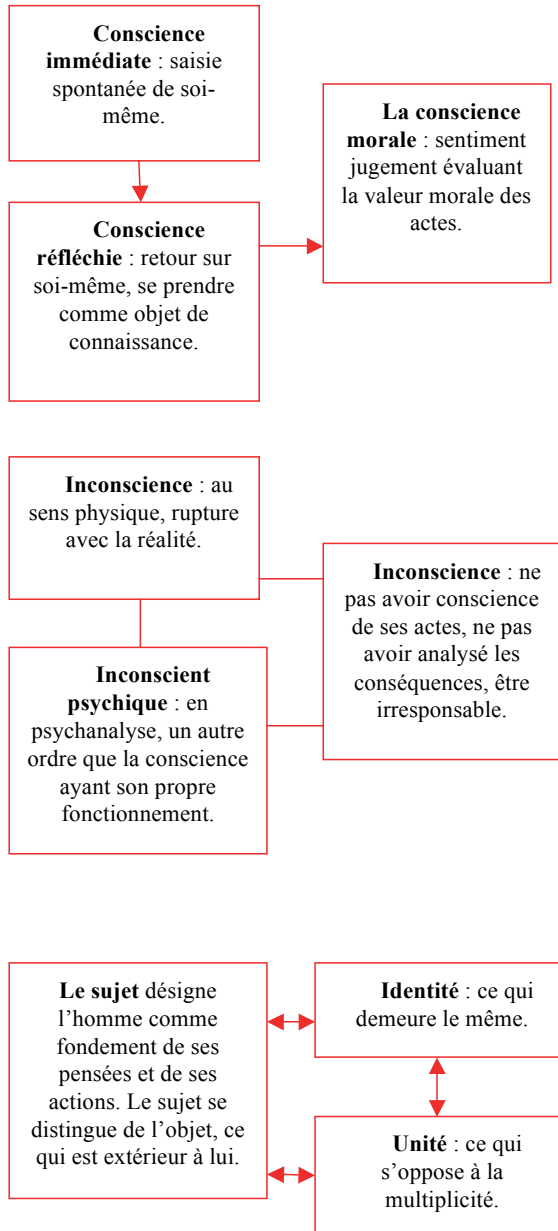 Conscience
immédiate : saisie
spontanée de soi-
même.
La conscience
morale : sentiment
jugement évaluant
la valeur morale des
actes.
Conscience
réfléchie : retour sur
soi-même, se prendre
comme objet de
connaissance.
Inconscience : au
sens physique, rupture
avec la réalité.
Inconscience : ne
pas avoir conscience
de ses actes, ne pas
avoir analysé les
conséquences, être
irresponsable.
Inconscient
psychique : en
psychanalyse, un autre
ordre que la conscience
ayant son propre
fonctionnement.
Le sujet désigne
l’homme comme
fondement de ses
pensées et de ses
actions. Le sujet se
distingue de l’objet, ce
qui est extérieur à lui.
Identité : ce qui
demeure le même.
Unité : ce qui
s’oppose à la
multiplicité.